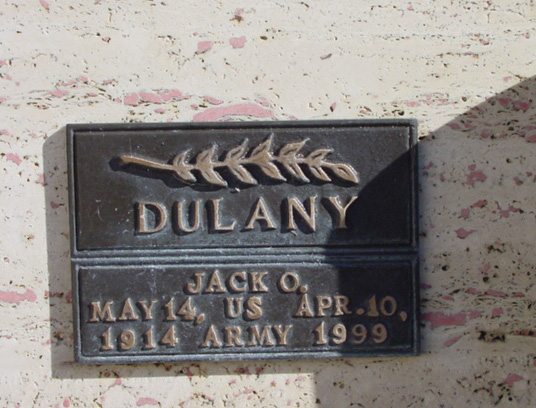 DULANY
JACK O.
MAY 14, US APR. 10,
1914 ARMY 1999